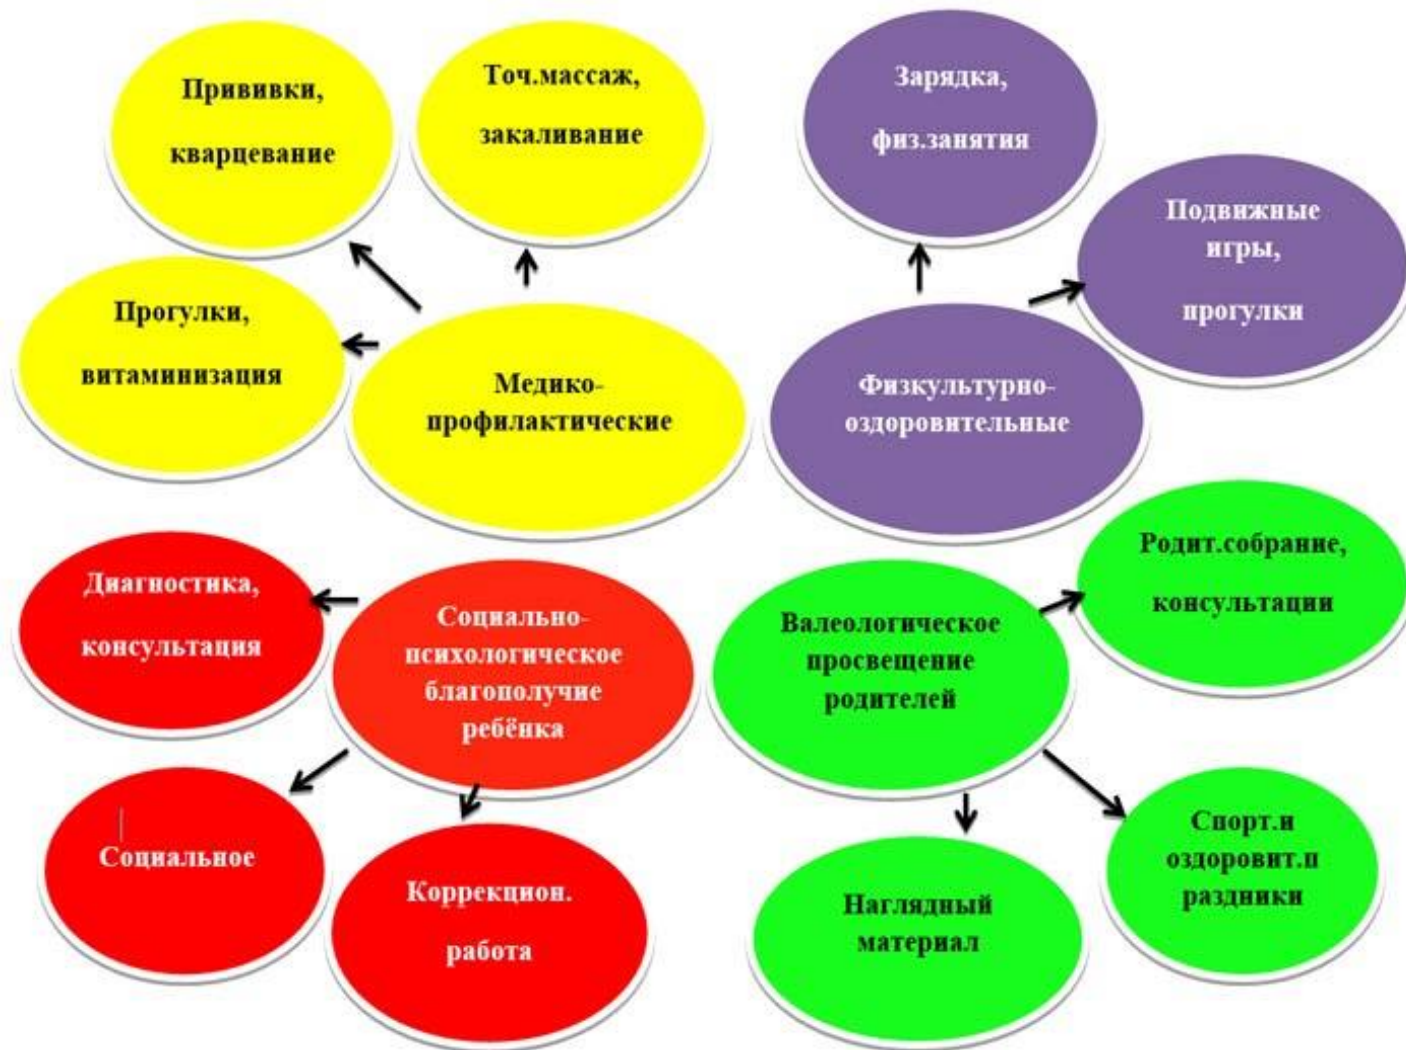 Прививки,
кварцевание
Точ.массаж,
закаливание
Прогулки,
витаминизация
Медико-
профилактические
Зарядка,
физ.занятия
Подвижные
игры,
прогулки
Физкультурно-
оздоровительные
Диагностика,
консультация
Социально-
психологическое
благополучие
ребёнка
Социальное
Коррекцион.
работа
Валеологическое
просвещение
родителей
Родит.собрание,
консультации
Спорт.и
оздоровит.п
раздники
Наглядный
материал